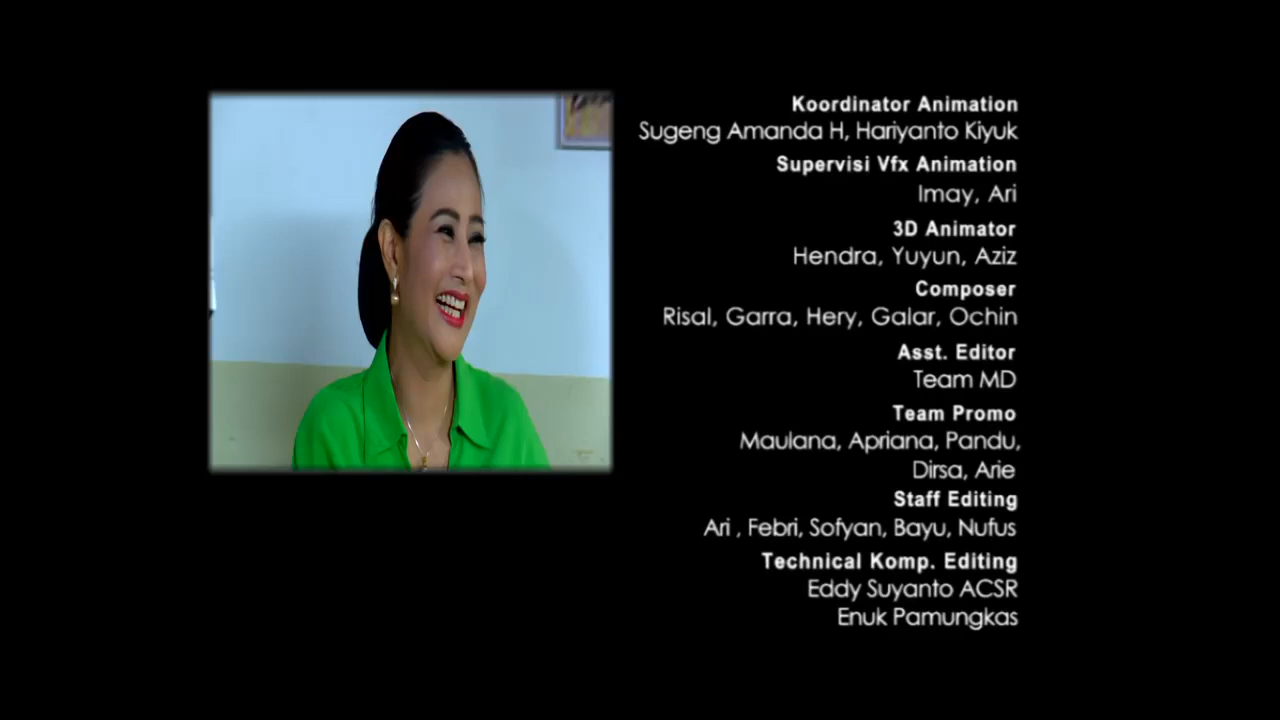 Koordinator Animation
Sugeng Amanda H, Hariyanto Kiyuk
Supervisi Vfx Animation
Imay, Ari
3D Animator
Hendra, Yuyun, Aziz
Composer
Risal, Garra, Hery, Galar, Ochin
Asst. Editor
Team MD
Team Promo
Maulana, Apriana, Pandu,
Dirsa, Arie
Staff Editing
Ari , Febri, Sofyan, Bayu, Nufus
Technical Komp. Editing
Eddy Suyanto ACSR
Enuk Pamungkas